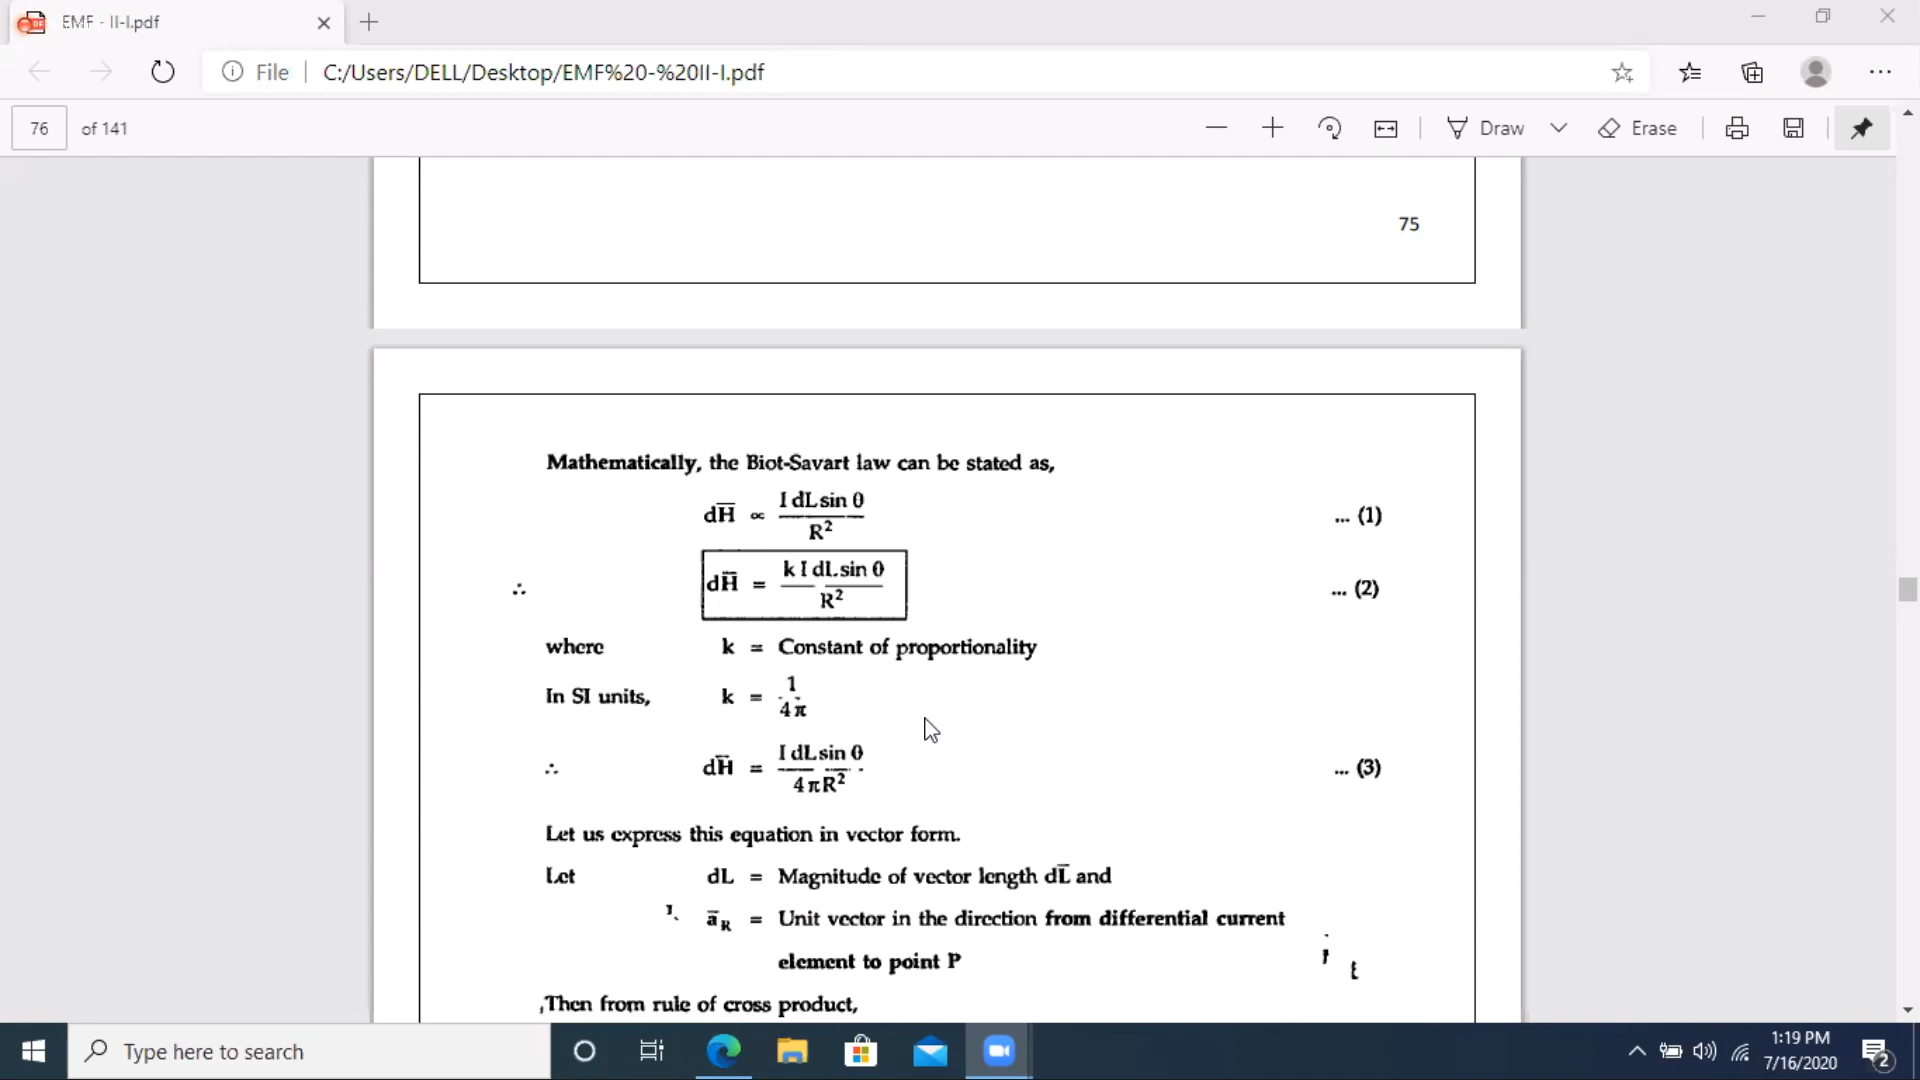 EMF - II-I.pdf
File C:/Users/DELL/Desktop/EMF%20-%20II-I.pdf
76 of 141 Draw Erase
75
Mathematically, the Biot-Savart law can be stated as,
dH̅ ∝ I dL sin θ / R² ... (1)
∴ dH̅ = k I dL sin θ / R² ... (2)
where k = Constant of proportionality
In SI units, k = 1 / 4π
∴ dH̅ = I dL sin θ / 4πR² ... (3)
Let us express this equation in vector form.
Let dL = Magnitude of vector length dL̅ and
a̅R = Unit vector in the direction from differential current
element to point P
Then from rule of cross product,
Type here to search
1:19 PM
7/16/2020
2